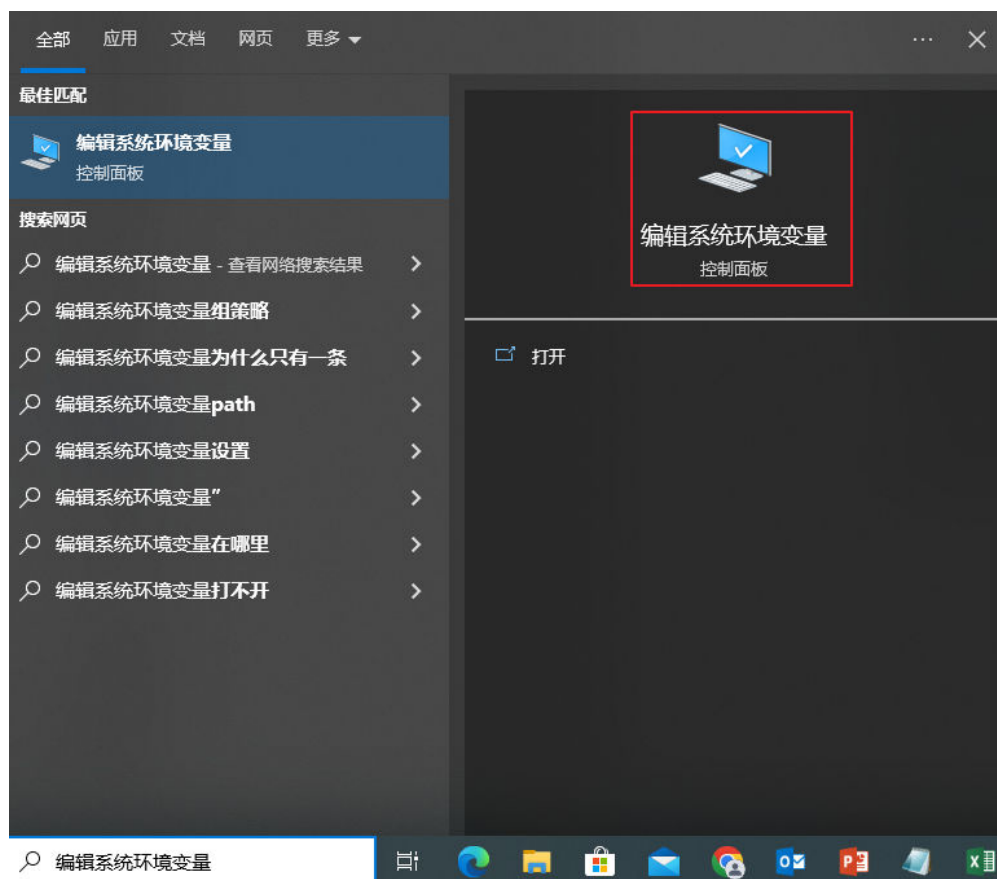 全部 应用 文档 网页 更多
最佳匹配
编辑系统环境变量
控制面板
搜索网页
编辑系统环境变量 - 查看网络搜索结果
编辑系统环境变量组策略
编辑系统环境变量为什么只有一条
编辑系统环境变量path
编辑系统环境变量设置
编辑系统环境变量”
编辑系统环境变量在哪里
编辑系统环境变量打不开
编辑系统环境变量
控制面板
打开
编辑系统环境变量